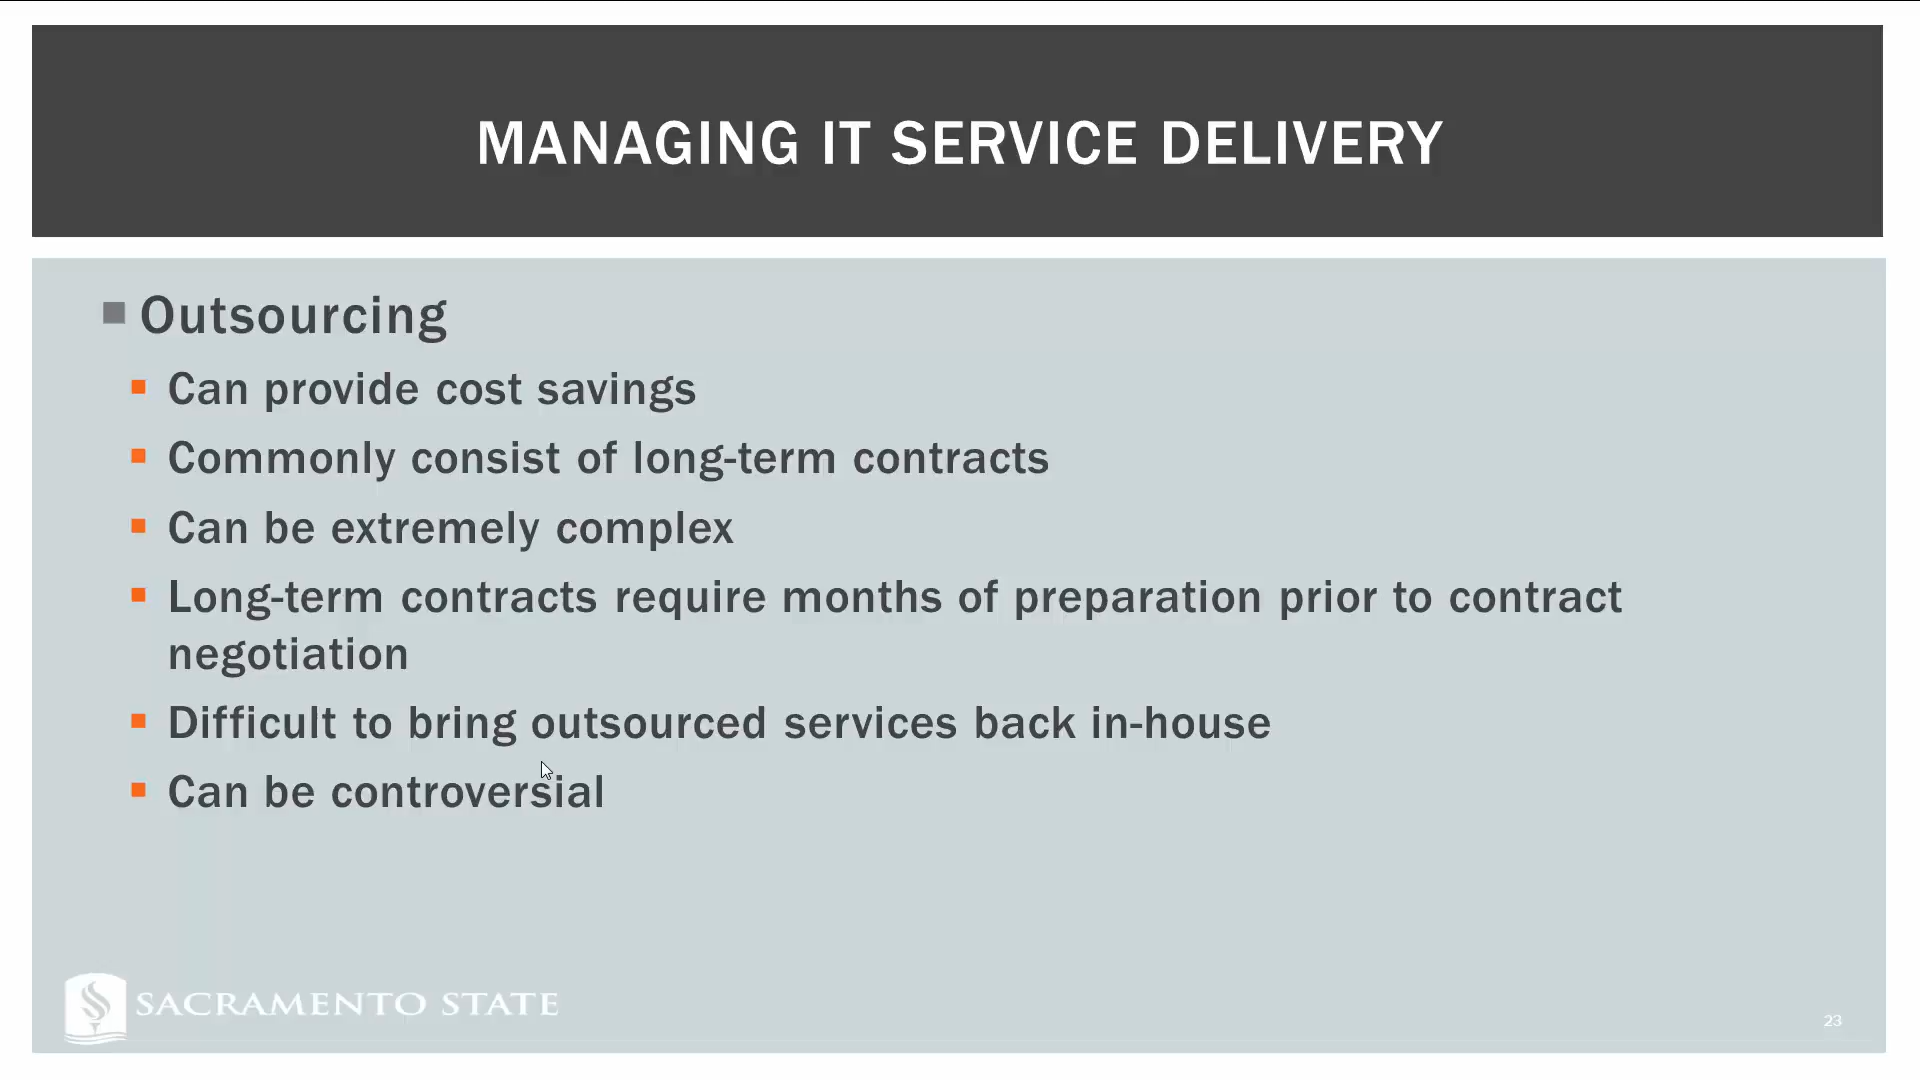 MANAGING IT SERVICE DELIVERY
Outsourcing
Can provide cost savings
Commonly consist of long-term contracts
Can be extremely complex
Long-term contracts require months of preparation prior to contract
negotiation
Difficult to bring outsourced services back in-house
Can be controversial
SACRAMENTO STATE
23